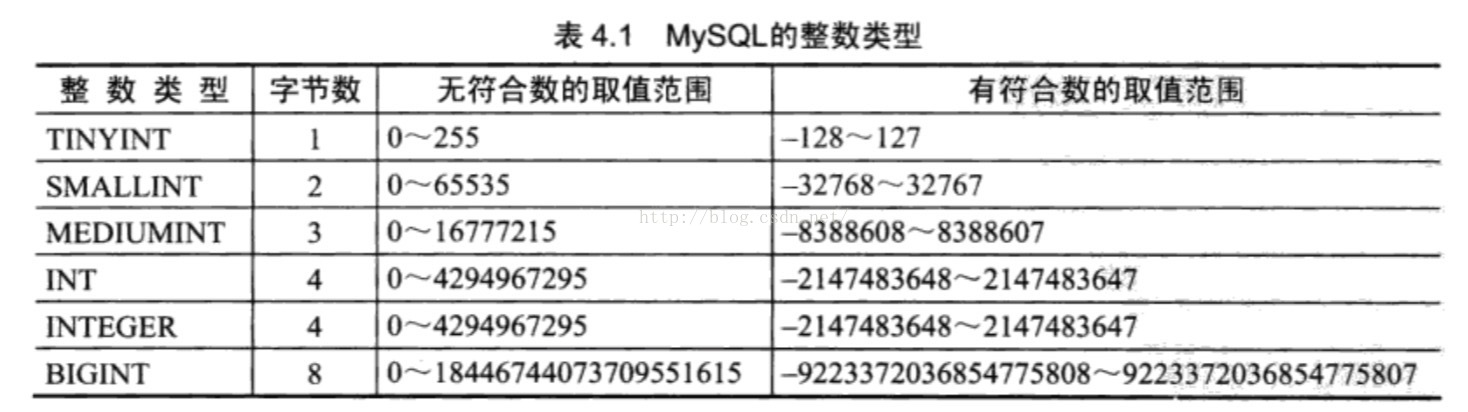 表 4.1 MySQL的整数类型
整 数 类 型 字节数 无符合数的取值范围 有符合数的取值范围
TINYINT 1 0～255 –128～127
SMALLINT 2 0～65535 –32768～32767
http://blog.csdn.net/
MEDIUMINT 3 0～16777215 –8388608～8388607
INT 4 0～4294967295 –2147483648～2147483647
INTEGER 4 0～4294967295 –2147483648～2147483647
BIGINT 8 0～18446744073709551615 –9223372036854775808～9223372036854775807